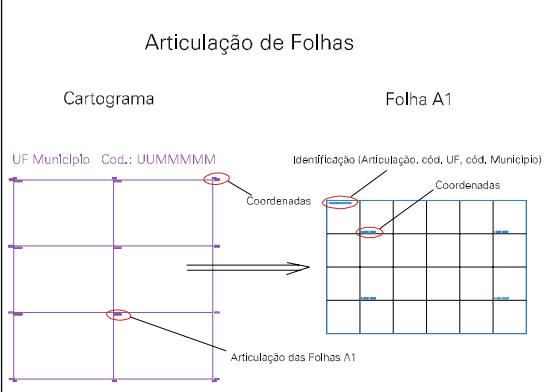 Articulação de Folhas
Cartograma
Folha A1
UF Município Cod.: UUMMMMM
Identificação (Articulação, cód. UF, cód. Município)
Coordenadas
Coordenadas
Articulação das Folhas A1